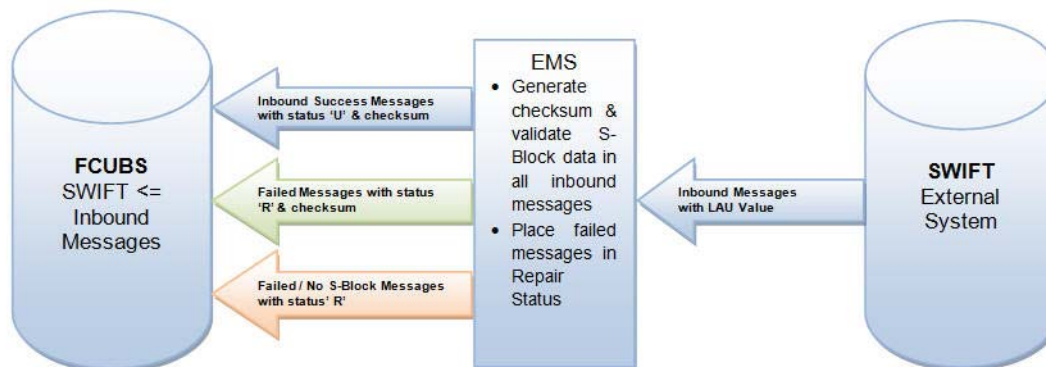 FCUBS
SWIFT <=
Inbound
Messages
Inbound Success Messages
with status 'U' & checksum
Failed Messages with status
'R' & checksum
Failed / No S-Block Messages
with status' R'
EMS
• Generate
checksum &
validate S-
Block data in
all inbound
messages
• Place failed
messages in
Repair
Status
Inbound Messages
with LAU Value
SWIFT
External
System